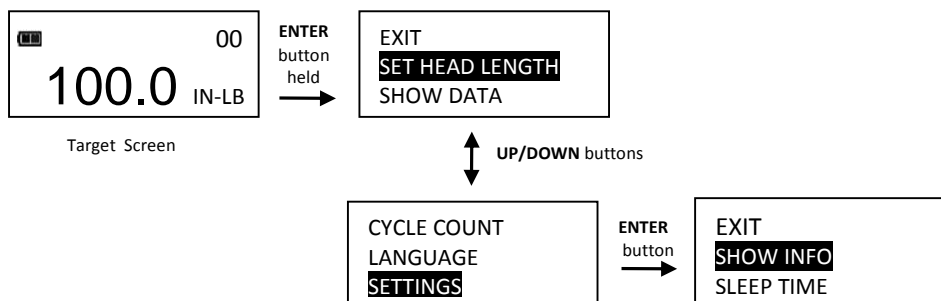 00
100.0 IN-LB
Target Screen
ENTER
button
held
EXIT
SET HEAD LENGTH
SHOW DATA
UP/DOWN buttons
CYCLE COUNT
LANGUAGE
SETTINGS
ENTER
button
EXIT
SHOW INFO
SLEEP TIME